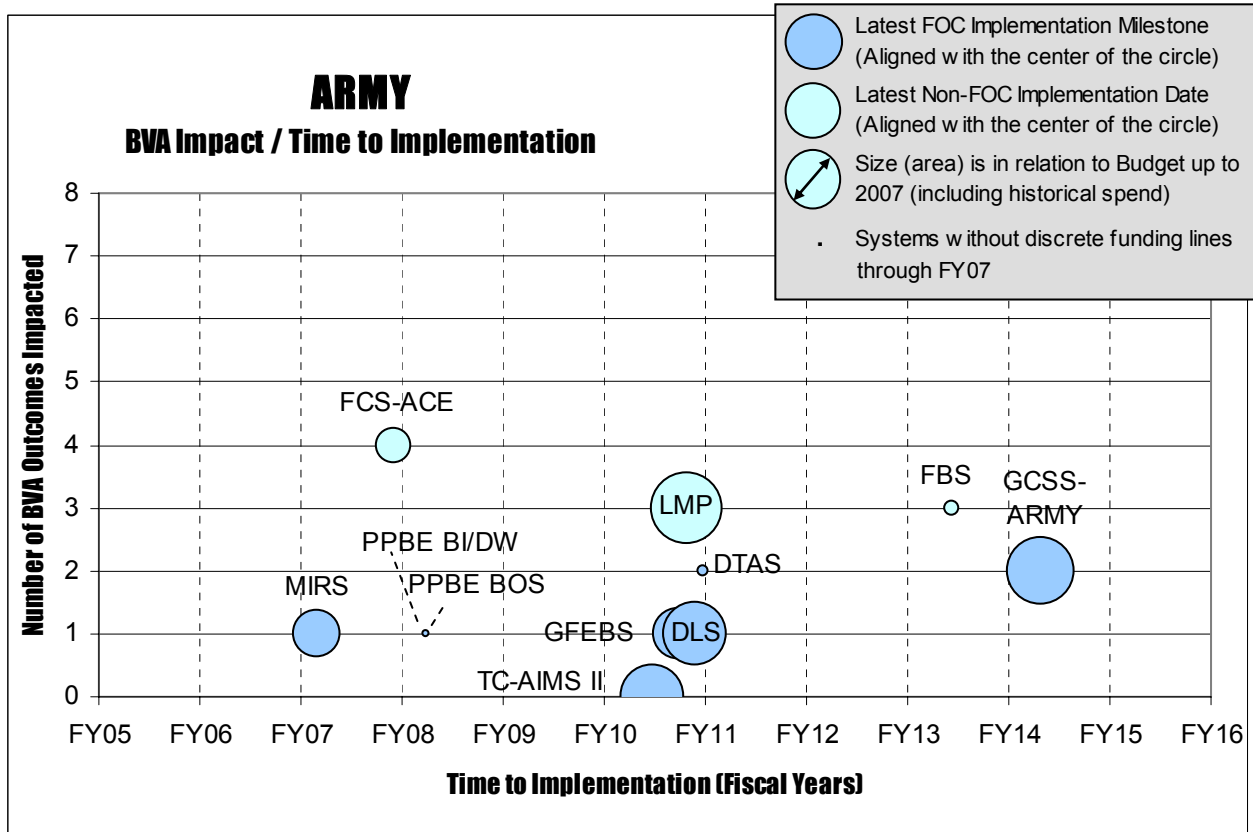 ARMY
BVA Impact / Time to Implementation
Latest FOC Implementation Milestone
(Aligned with the center of the circle)
Latest Non-FOC Implementation Date
(Aligned with the center of the circle)
Size (area) is in relation to Budget up to
2007 (including historical spend)
Systems without discrete funding lines
through FY07
Number of BVA Outcomes Impacted
8
7
6
5
4
3
2
1
0
FCS-ACE
LMP
FBS
GCSS-
ARMY
PPBE BI/DW
PPBE BOS
DTAS
MIRS
GFEBS
DLS
TC-AIMS II
FY05 FY06 FY07 FY08 FY09 FY10 FY11 FY12 FY13 FY14 FY15 FY16
Time to Implementation (Fiscal Years)